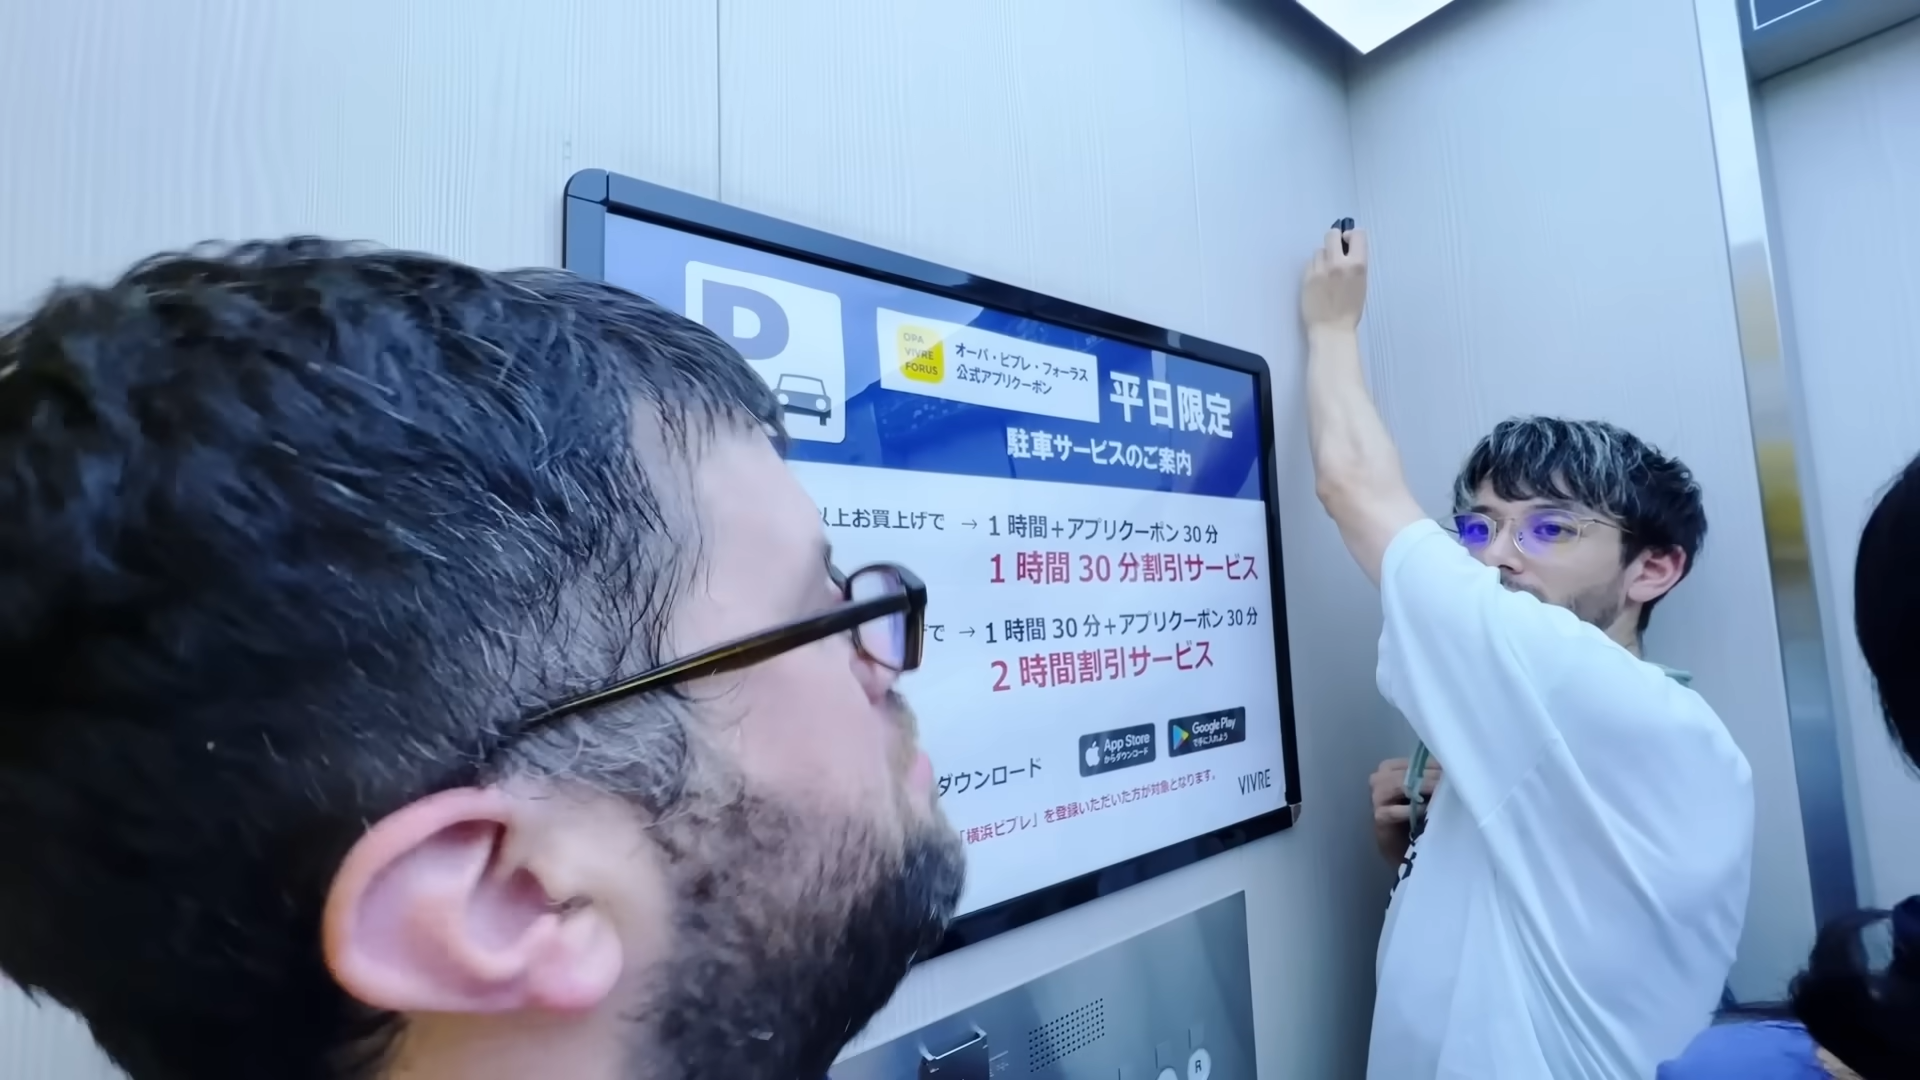 P
OPA
VIVRE
FORUS
オーパ・ビブレ・フォーラス
公式アプリクーポン
平日限定
駐車サービスのご案内
以上お買上げで → 1時間+アプリクーポン30分
1時間30分割引サービス
で → 1時間30分+アプリクーポン30分
2時間割引サービス
ダウンロード
App Store
からダウンロード
Google Play
で手に入れよう
「横浜ビブレ」を登録いただいた方が対象となります。
VIVRE
R